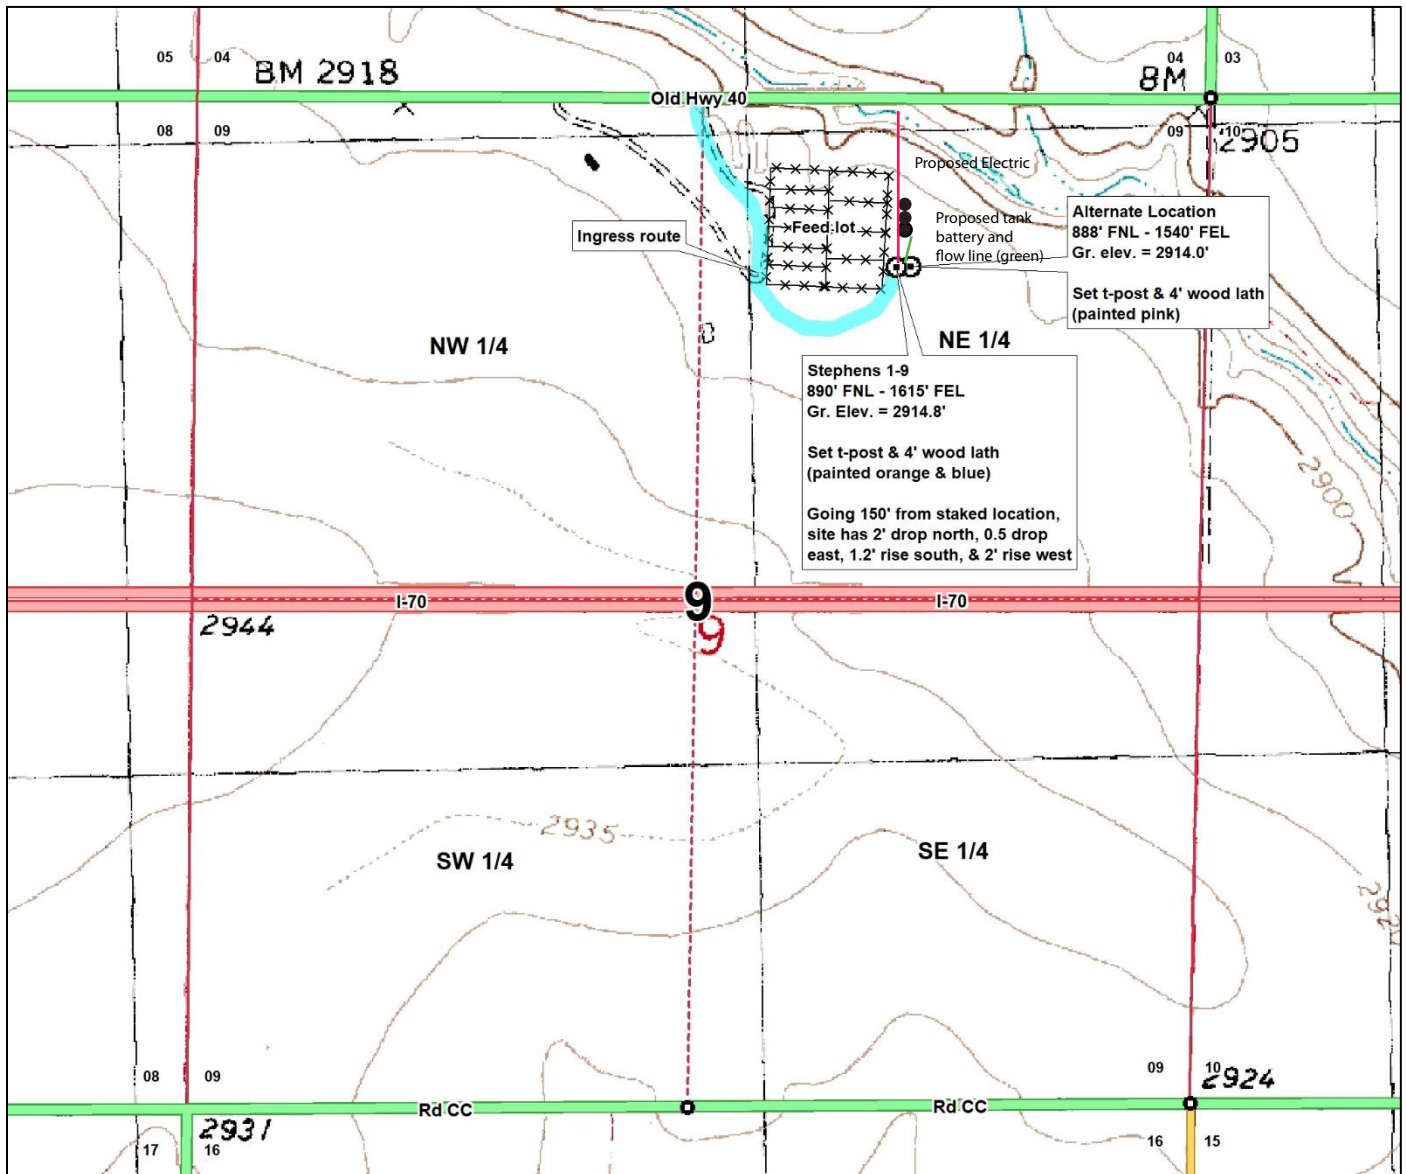 05 04
BM 2918
04 03
BM
Old Hwy 40
08 09
09 10
2905
Proposed Electric
Alternate Location
888' FNL - 1540' FEL
Gr. elev. = 2914.0'
Set t-post & 4' wood lath
(painted pink)
Proposed tank
battery and
flow line (green)
Feed lot
Ingress route
NW 1/4
NE 1/4
Stephens 1-9
890' FNL - 1615' FEL
Gr. Elev. = 2914.8'
Set t-post & 4' wood lath
(painted orange & blue)
Going 150' from staked location,
site has 2' drop north, 0.5 drop
east, 1.2' rise south, & 2' rise west
2900
I-70
9
I-70
2944
9
2935
SW 1/4
SE 1/4
08 09
09 10
2924
Rd CC
Rd CC
2931
17 16
16 15